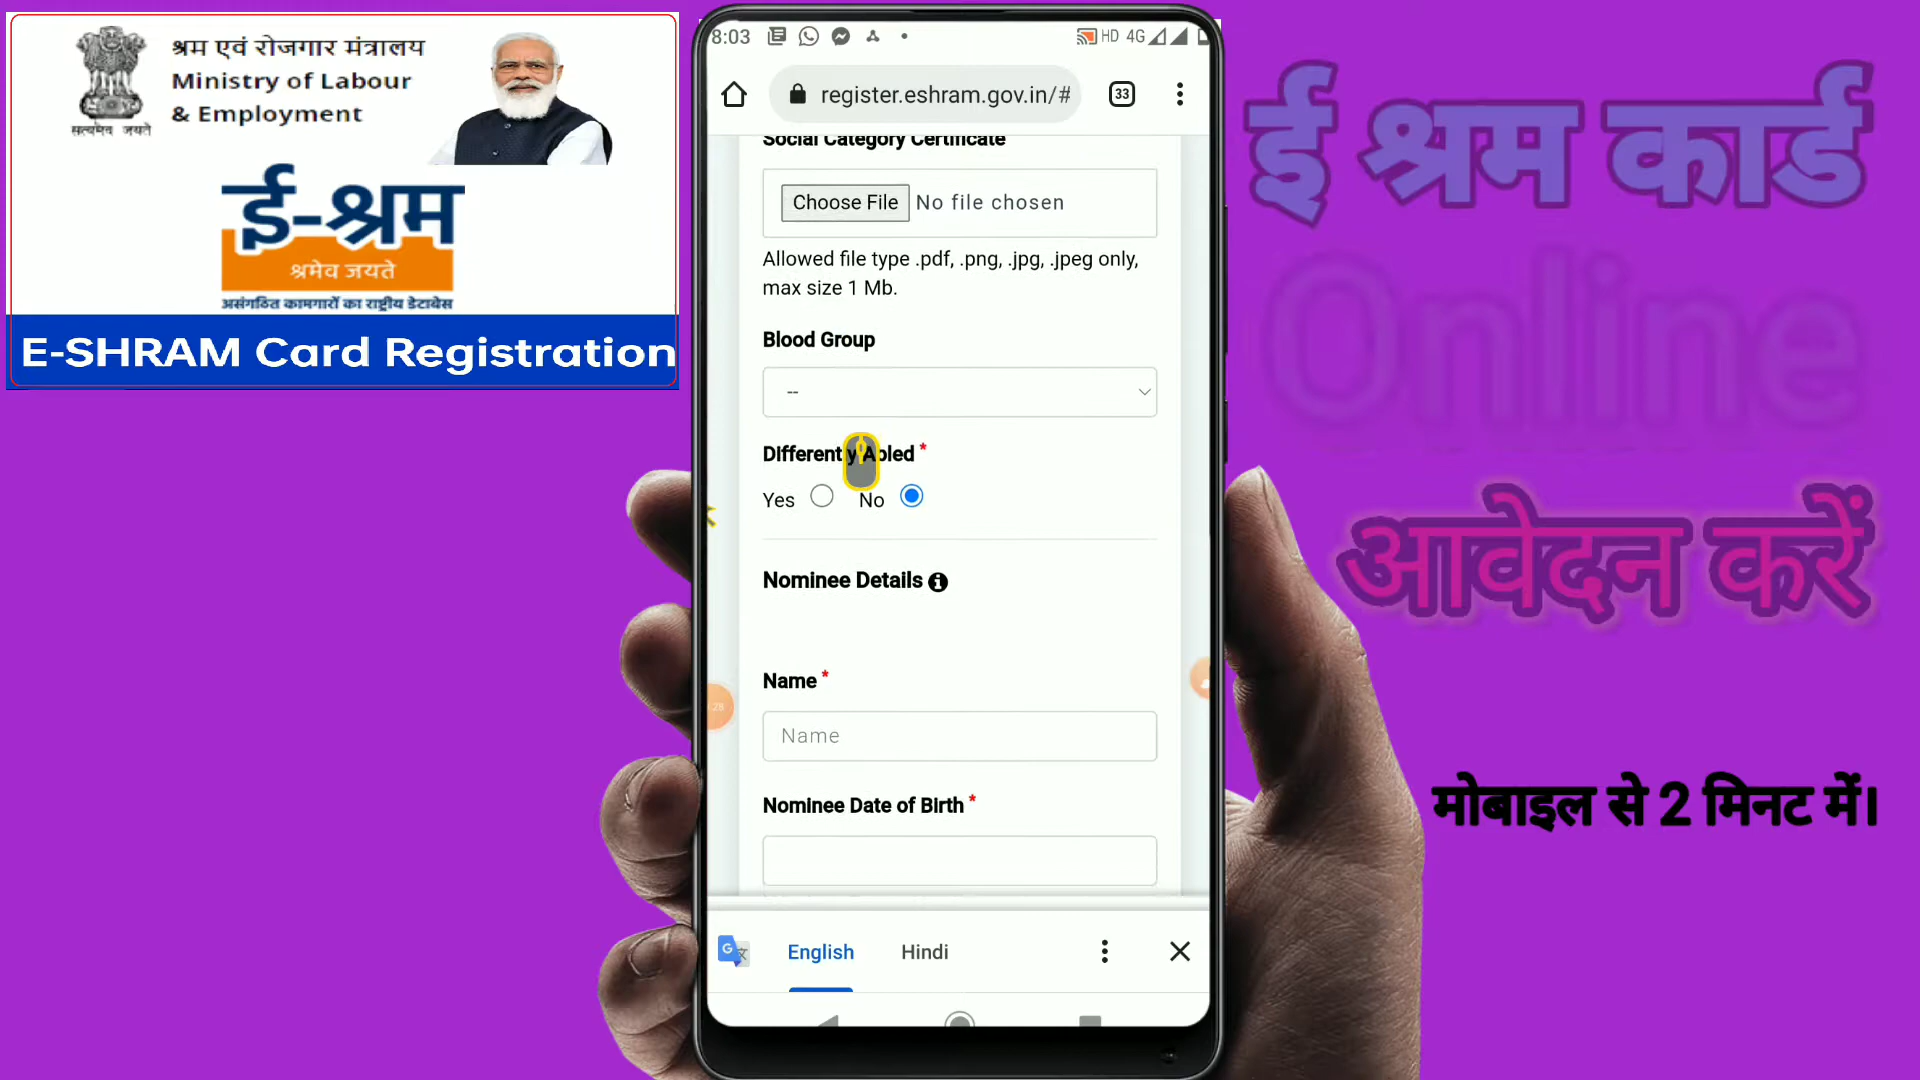 श्रम एवं रोजगार मंत्रालय
Ministry of Labour
& Employment
सत्यमेव जयते
ई-श्रम
श्रमेव जयते
असंगठित कामगारों का राष्ट्रीय डेटाबेस
E-SHRAM Card Registration
8:03
HD 4G
register.eshram.gov.in/#
33
Social Category Certificate
Choose File No file chosen
Allowed file type .pdf, .png, .jpg, .jpeg only,
max size 1 Mb.
Blood Group
--
Differently Abled *
Yes No
Nominee Details
Name *
Name
Nominee Date of Birth *
English Hindi
ई श्रम कार्ड
Online
आवेदन करें
मोबाइल से 2 मिनट में।